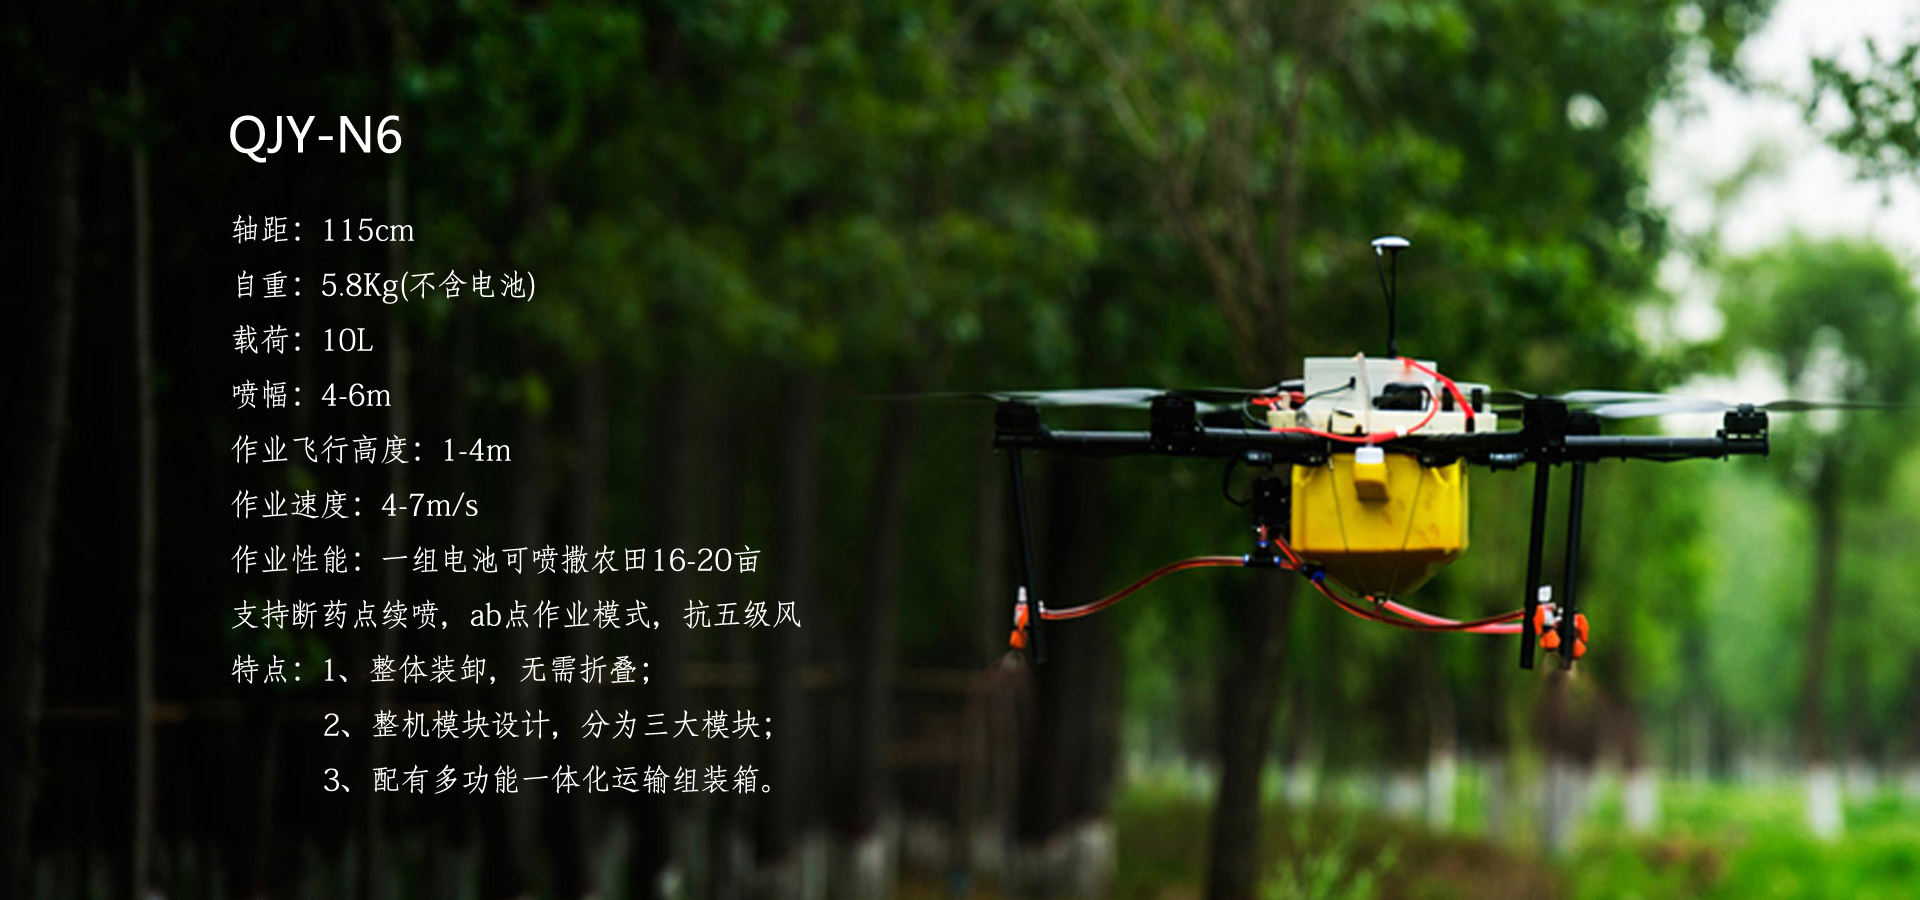 QJY-N6
轴距：115cm
自重：5.8Kg(不含电池)
载荷：10L
喷幅：4-6m
作业飞行高度：1-4m
作业速度：4-7m/s
作业性能：一组电池可喷撒农田16-20亩
支持断药点续喷，ab点作业模式，抗五级风
特点：1、整体装卸，无需折叠；
2、整机模块设计，分为三大模块；
3、配有多功能一体化运输组装箱。